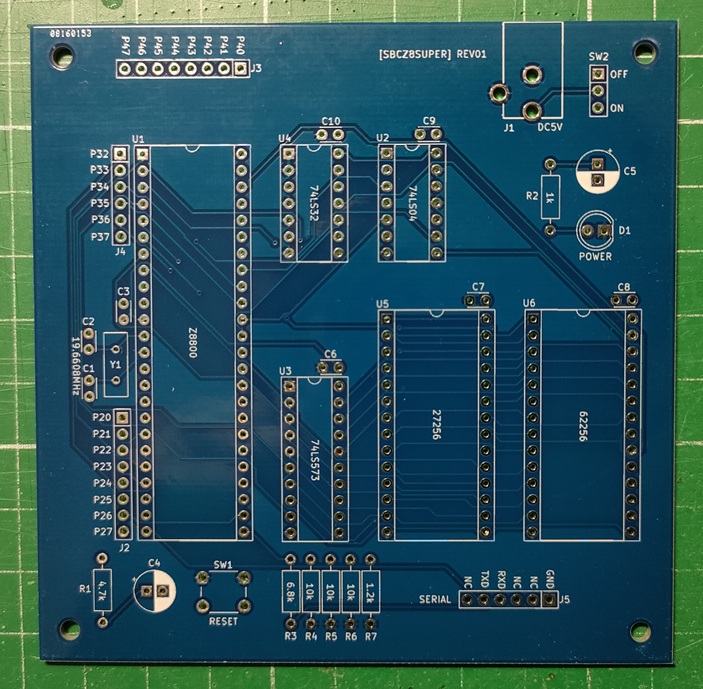 08160153
P47 P46 P45 P44 P43 P42 P41 P40
J3
[SBCZ8SUPER] REV01
SW2
OFF
ON
J1 DC5V
C10
C9
U1
U4
U2
P32
P33
P34
P35
P36
P37
J4
74LS32
74LS04
C5
R2
1k
D1
POWER
C3
C2
C1
19.6608MHz
Y1
Z8800
C7
C8
U5
U6
C6
U3
74LS573
27256
62256
P20
P21
P22
P23
P24
P25
P26
P27
J2
R1
4.7k
C4
SW1
RESET
6.8k
10k
10k
10k
1.2k
R3 R4 R5 R6 R7
SERIAL
NC TXD RXD NC NC GND
J5